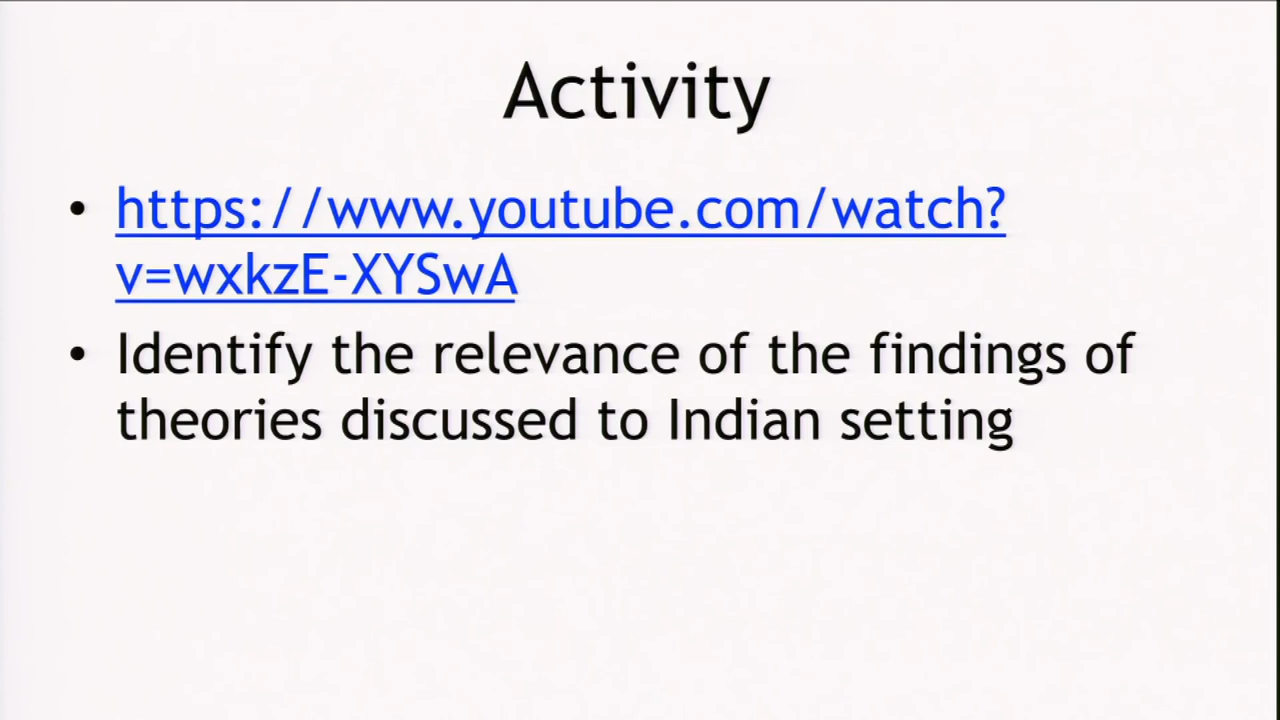 Activity
• https://www.youtube.com/watch?
v=wxkzE-XYSwA
• Identify the relevance of the findings of
theories discussed to Indian setting